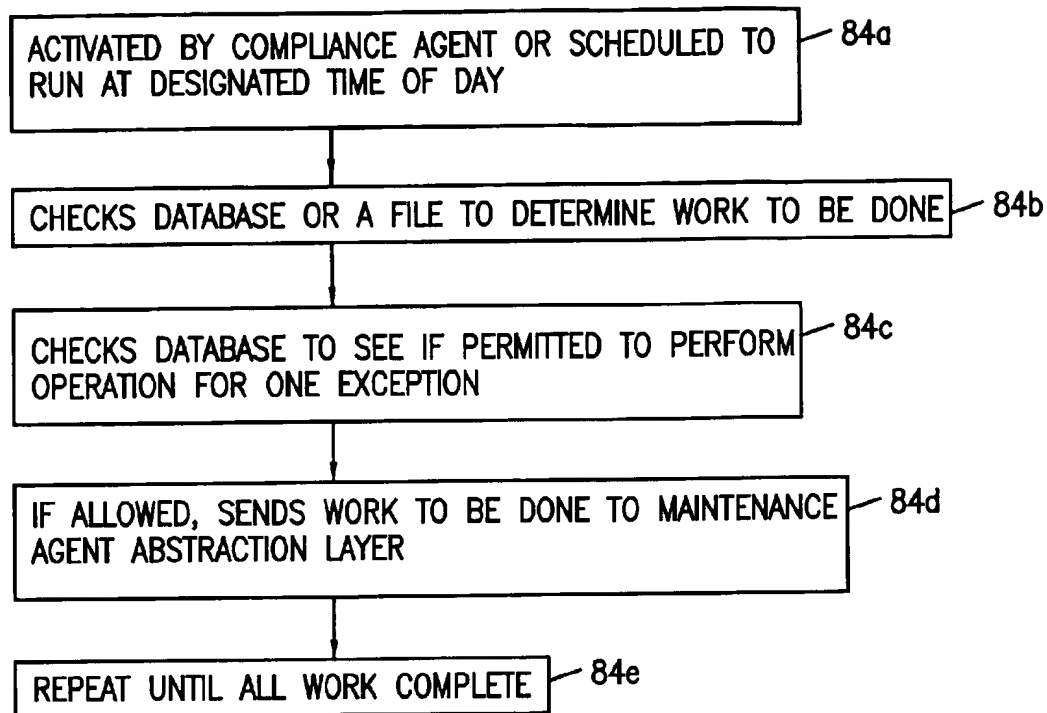 ACTIVATED BY COMPLIANCE AGENT OR SCHEDULED TO
RUN AT DESIGNATED TIME OF DAY
84a
CHECKS DATABASE OR A FILE TO DETERMINE WORK TO BE DONE
84b
CHECKS DATABASE TO SEE IF PERMITTED TO PERFORM
OPERATION FOR ONE EXCEPTION
84c
IF ALLOWED, SENDS WORK TO BE DONE TO MAINTENANCE
AGENT ABSTRACTION LAYER
84d
REPEAT UNTIL ALL WORK COMPLETE
84e